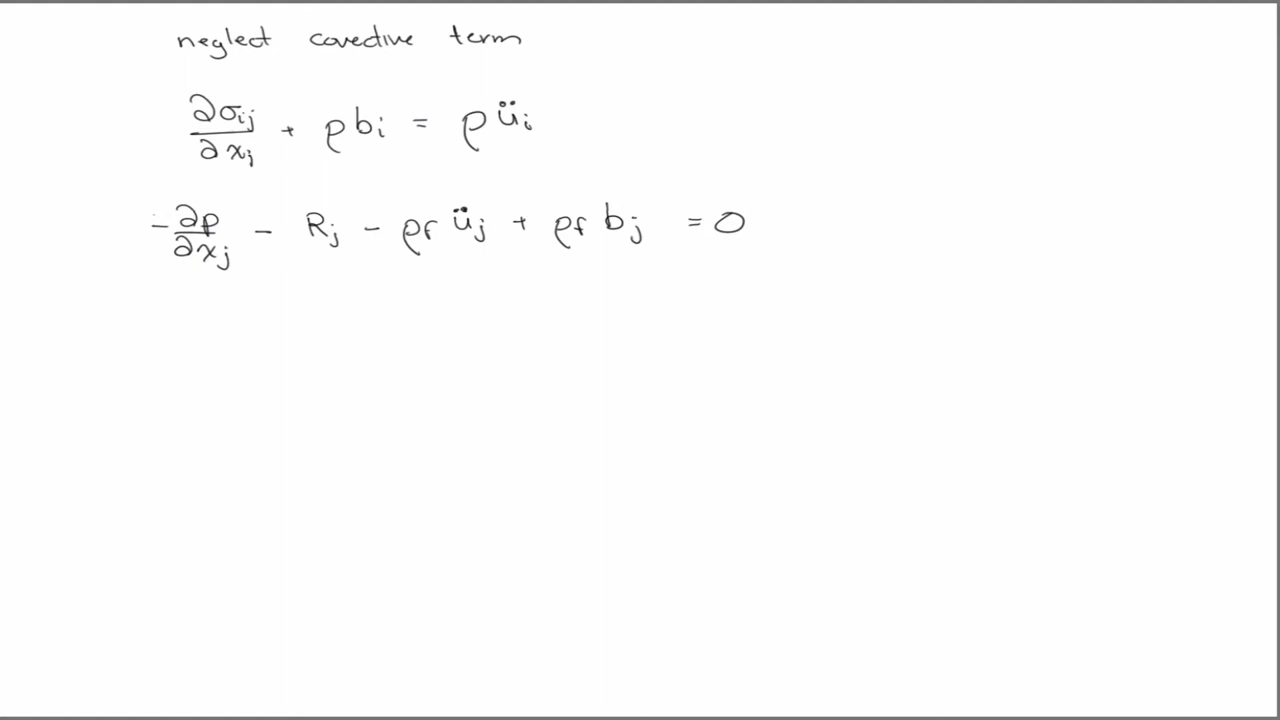 neglect covective term
∂σij/∂xj + ρbi = ρüi
-∂p/∂xj - Rj - ρf üj + ρf bj = 0